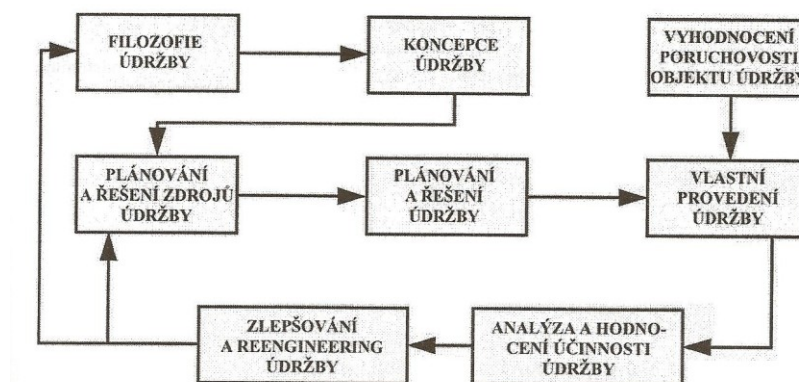 FILOZOFIE
ÚDRŽBY
KONCEPCE
ÚDRŽBY
VYHODNOCENÍ
PORUCHOVOSTI
OBJEKTU ÚDRŽBY
PLÁNOVÁNÍ
A ŘEŠENÍ ZDROJŮ
ÚDRŽBY
PLÁNOVÁNÍ
A ŘEŠENÍ
ÚDRŽBY
VLASTNÍ
PROVEDENÍ
ÚDRŽBY
ZLEPŠOVÁNÍ
A REENGINEERING
ÚDRŽBY
ANALÝZA A HODNO-
CENÍ ÚČINNOSTI
ÚDRŽBY